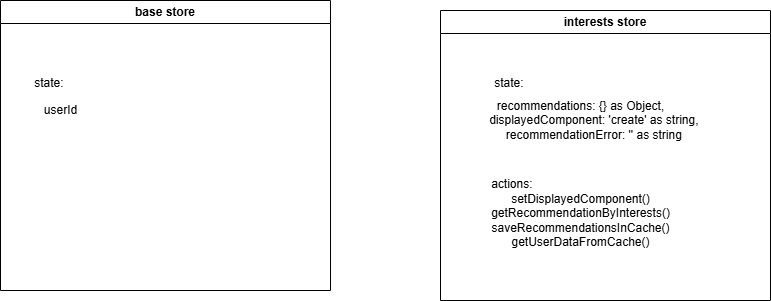 base store
state:
userId
interests store
state:
recommendations: {} as Object,
displayedComponent: 'create' as string,
recommendationError: '' as string
actions:
setDisplayedComponent()
getRecommendationByInterests()
saveRecommendationsInCache()
getUserDataFromCache()